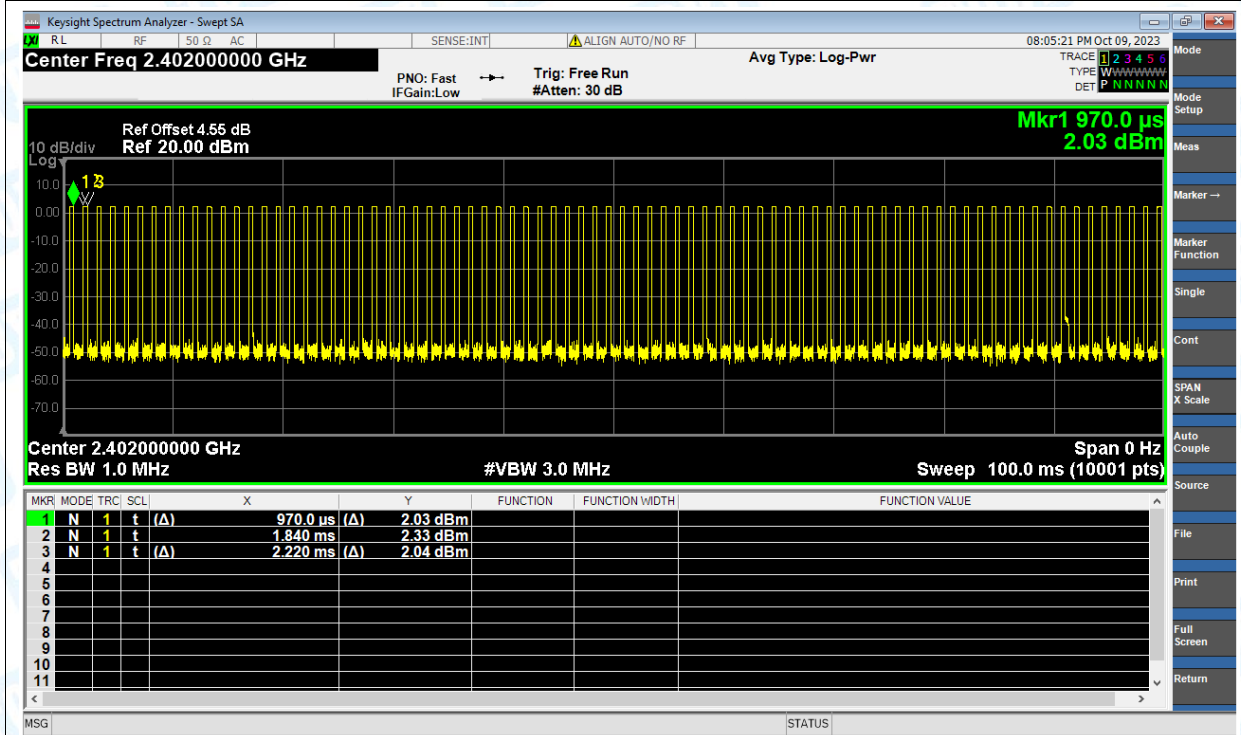 Keysight Spectrum Analyzer - Swept SA
LXI RL RF 50 Ω AC SENSE:INT ALIGN AUTO/NO RF 08:05:21 PM Oct 09, 2023
Center Freq 2.402000000 GHz
PNO: Fast
IFGain:Low
Trig: Free Run
#Atten: 30 dB
Avg Type: Log-Pwr
TRACE 1 2 3 4 5 6
TYPE WWWWWW
DET P N N N N N
Ref Offset 4.55 dB
10 dB/div Ref 20.00 dBm
Log
Mkr1 970.0 µs
2.03 dBm
1 2 3
10.0
0.00
-10.0
-20.0
-30.0
-40.0
-50.0
-60.0
-70.0
Center 2.402000000 GHz Span 0 Hz
Res BW 1.0 MHz #VBW 3.0 MHz Sweep 100.0 ms (10001 pts)
MKR MODE TRC SCL X Y FUNCTION FUNCTION WIDTH FUNCTION VALUE
1 N 1 t (Δ) 970.0 µs (Δ) 2.03 dBm
2 N 1 t 1.840 ms 2.33 dBm
3 N 1 t (Δ) 2.220 ms (Δ) 2.04 dBm
4
5
6
7
8
9
10
11
MSG STATUS
Mode
Mode
Setup
Meas
Marker →
Marker
Function
Single
Cont
SPAN
X Scale
Auto
Couple
Source
File
Print
Full
Screen
Return